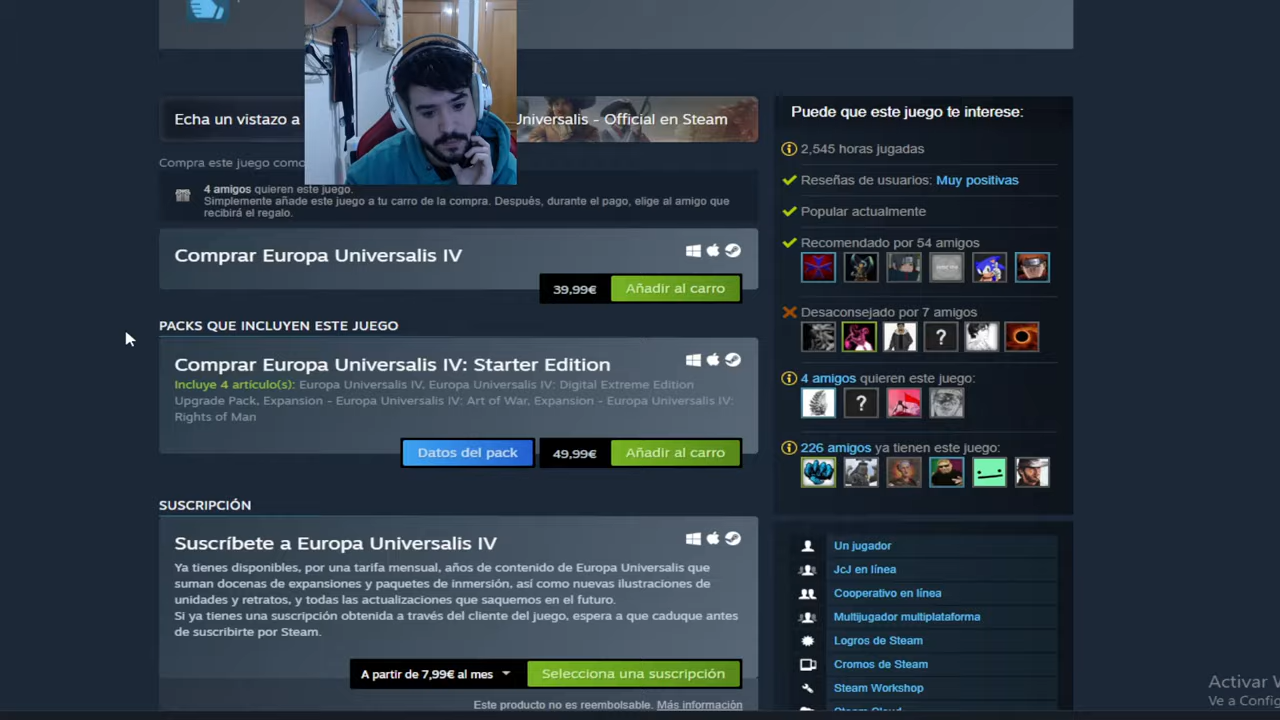 Echa un vistazo a
Universalis - Official en Steam
Compra este juego como
4 amigos quieren este juego.
Simplemente añade este juego a tu carro de la compra. Después, durante el pago, elige al amigo que
recibirá el regalo.
Comprar Europa Universalis IV
39,99€
Añadir al carro
PACKS QUE INCLUYEN ESTE JUEGO
Comprar Europa Universalis IV: Starter Edition
Incluye 4 artículo(s): Europa Universalis IV, Europa Universalis IV: Digital Extreme Edition
Upgrade Pack, Expansion - Europa Universalis IV: Art of War, Expansion - Europa Universalis IV:
Rights of Man
Datos del pack
49,99€
Añadir al carro
SUSCRIPCIÓN
Suscríbete a Europa Universalis IV
Ya tienes disponibles, por una tarifa mensual, años de contenido de Europa Universalis que
suman docenas de expansiones y paquetes de inmersión, así como nuevas ilustraciones de
unidades y retratos, y todas las actualizaciones que saquemos en el futuro.
Si ya tienes una suscripción obtenida a través del cliente del juego, espera a que caduque antes
de suscribirte por Steam.
A partir de 7,99€ al mes
Selecciona una suscripción
Este producto no es reembolsable. Más información
Puede que este juego te interese:
2,545 horas jugadas
Reseñas de usuarios: Muy positivas
Popular actualmente
Recomendado por 54 amigos
Desaconsejado por 7 amigos
?
4 amigos quieren este juego:
?
226 amigos ya tienen este juego:
Un jugador
JcJ en línea
Cooperativo en línea
Multijugador multiplataforma
Logros de Steam
Cromos de Steam
Steam Workshop
Steam Cloud
Activar W
Ve a Config